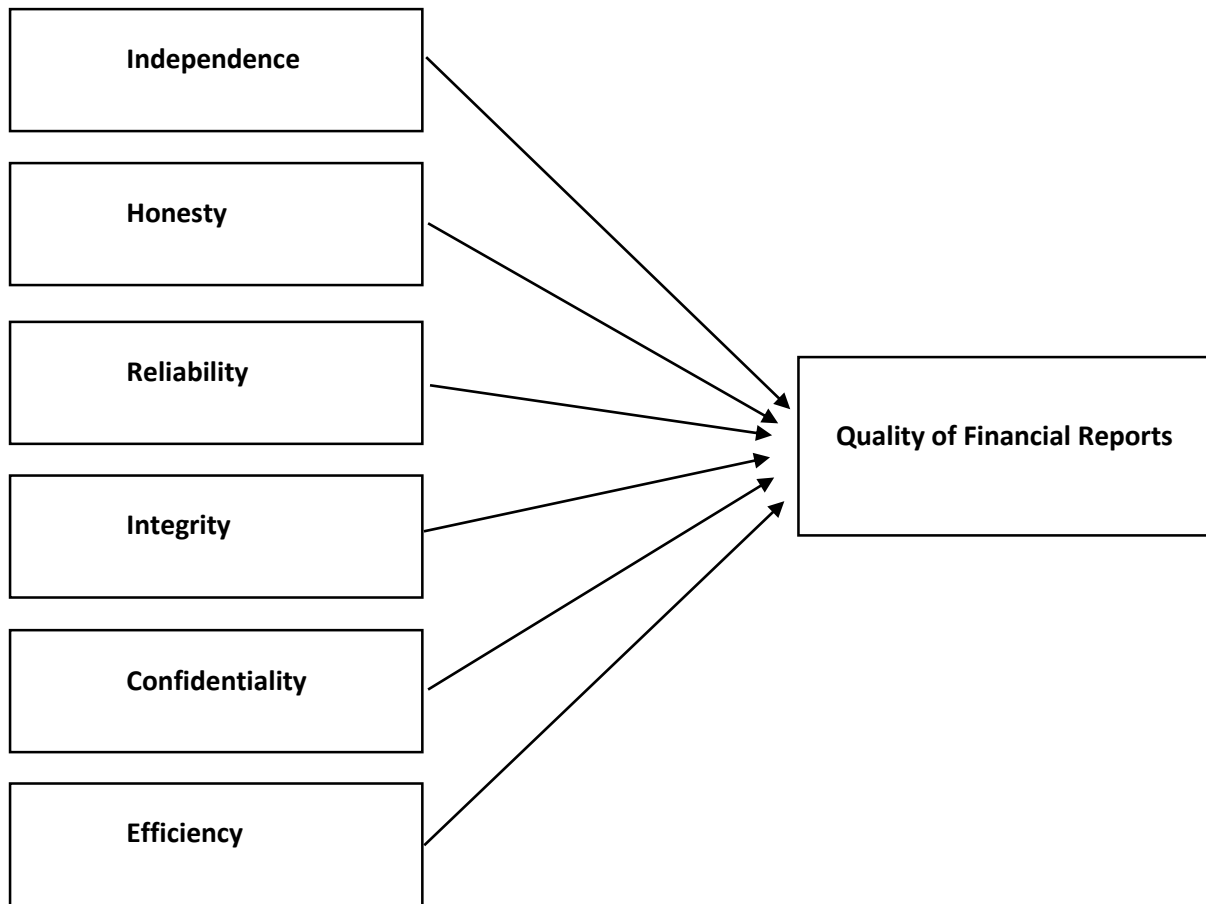 Independence
Honesty
Reliability
Integrity
Confidentiality
Efficiency
Quality of Financial Reports